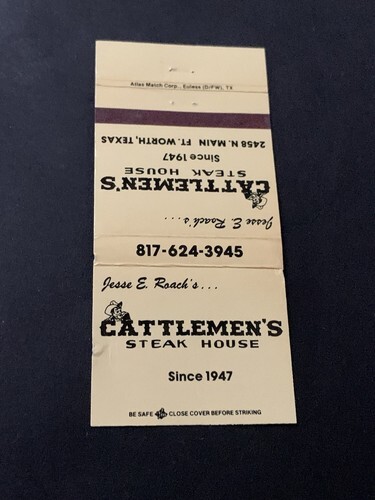 Atlas Match Corp., Euless (D/FW), TX
2458 N. MAIN FT. WORTH, TEXAS
Since 1947
STEAK HOUSE
CATTLEMEN'S
Jesse E. Roach's...
817-624-3945
Jesse E. Roach's...
CATTLEMEN'S
STEAK HOUSE
Since 1947
BE SAFE CLOSE COVER BEFORE STRIKING